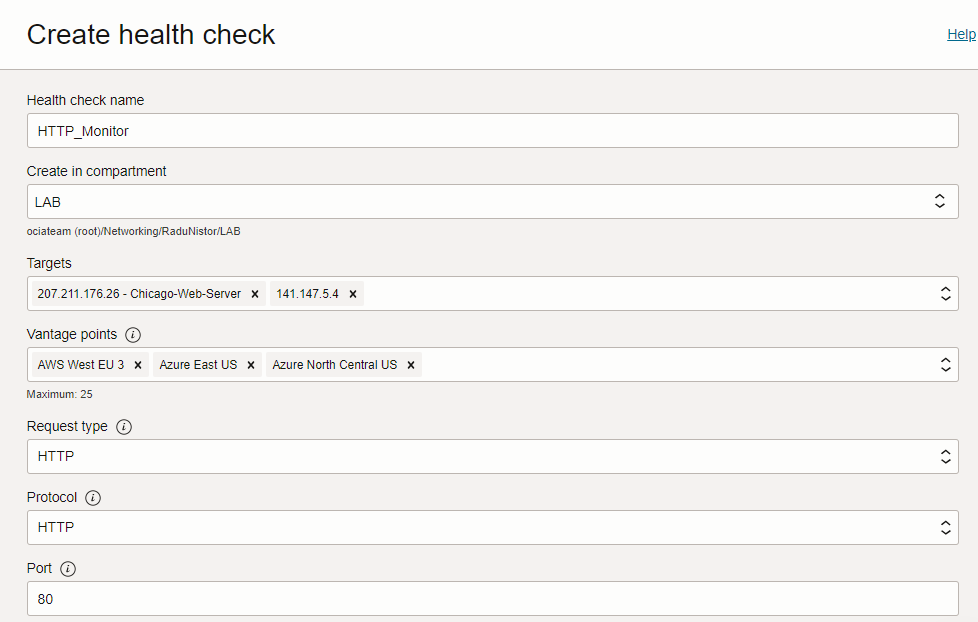 Create health check
Help
Health check name
HTTP_Monitor
Create in compartment
LAB
ociateam (root)/Networking/RaduNistor/LAB
Targets
207.211.176.26 - Chicago-Web-Server × 141.147.5.4 ×
Vantage points i
AWS West EU 3 × Azure East US × Azure North Central US ×
Maximum: 25
Request type i
HTTP
Protocol i
HTTP
Port i
80